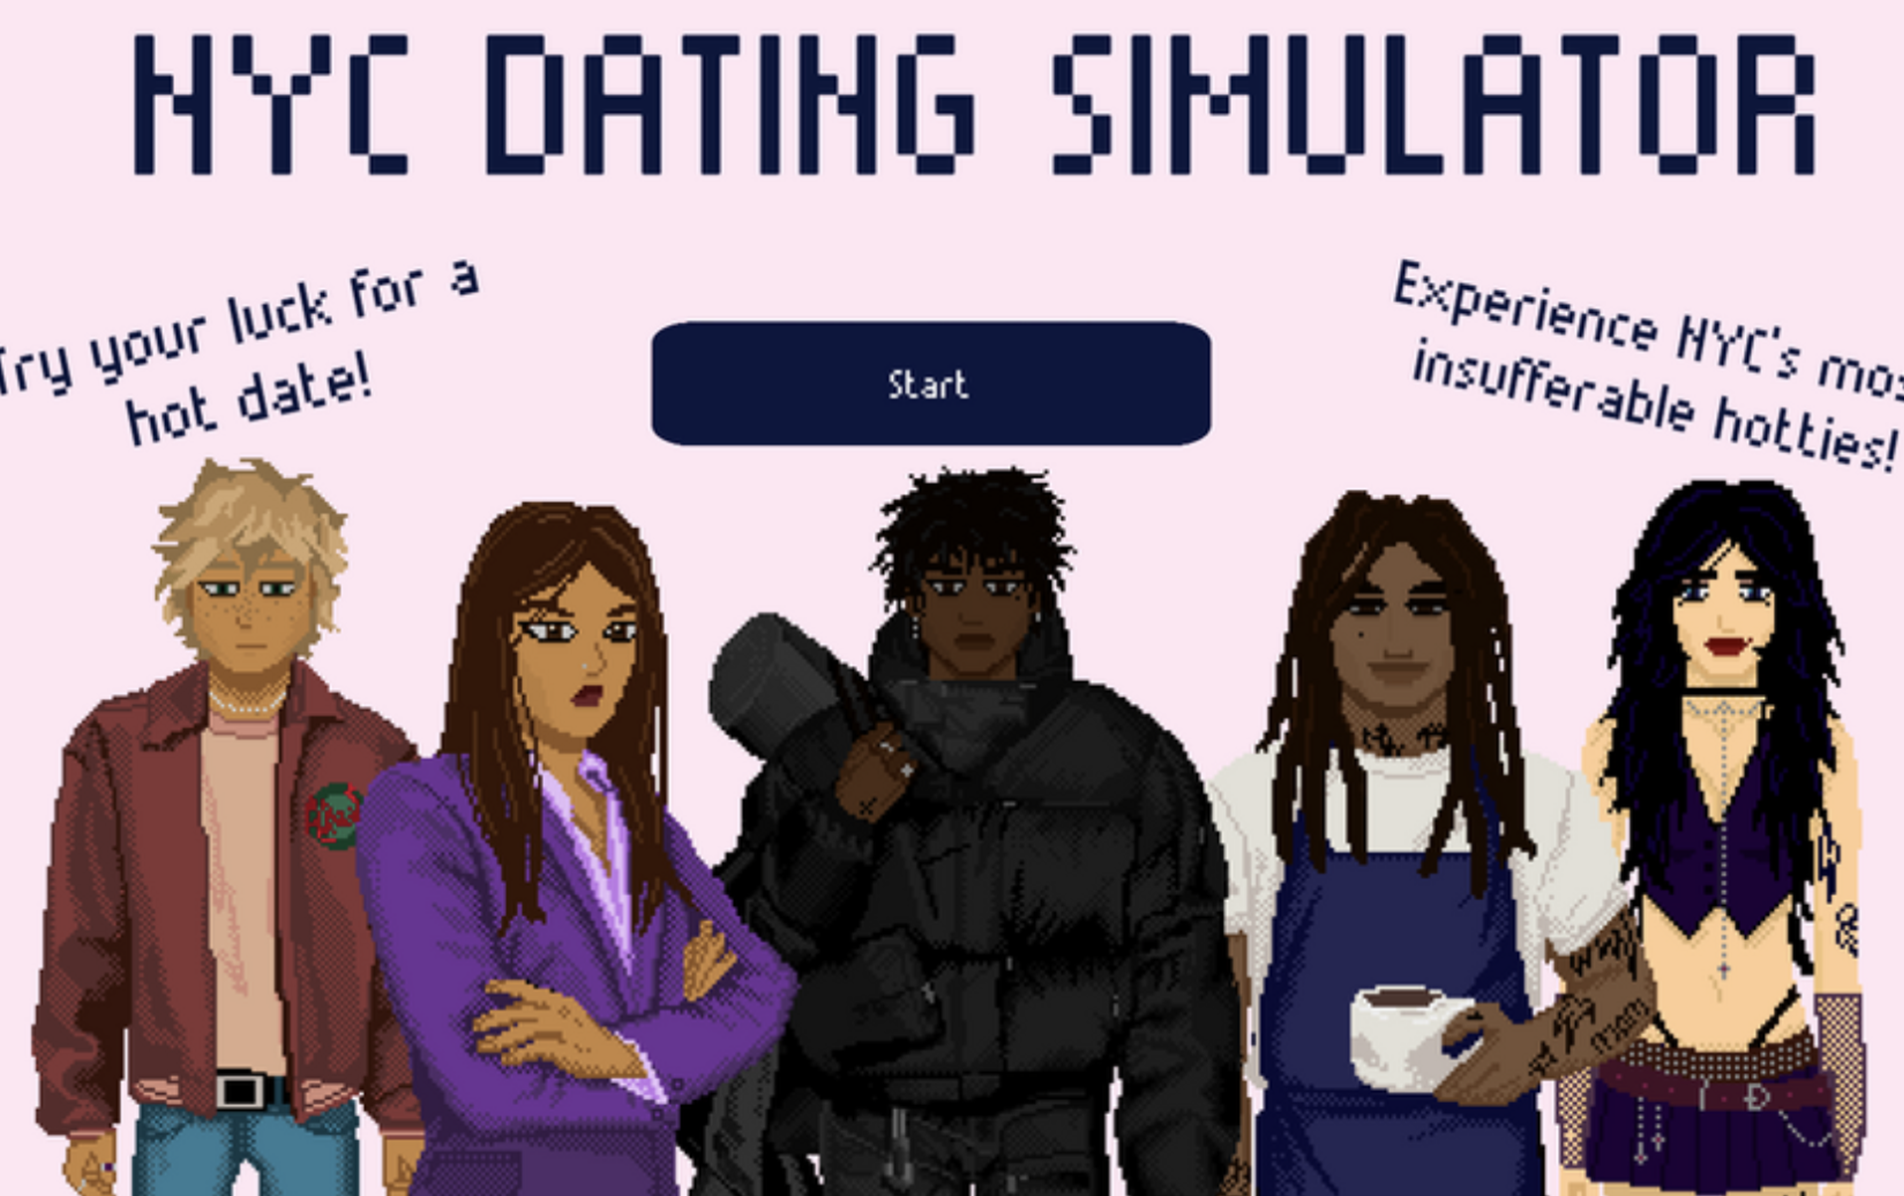 NYC DATING SIMULATOR
Try your luck for a
hot date!
Start
Experience NYC's mos
insufferable hotties!